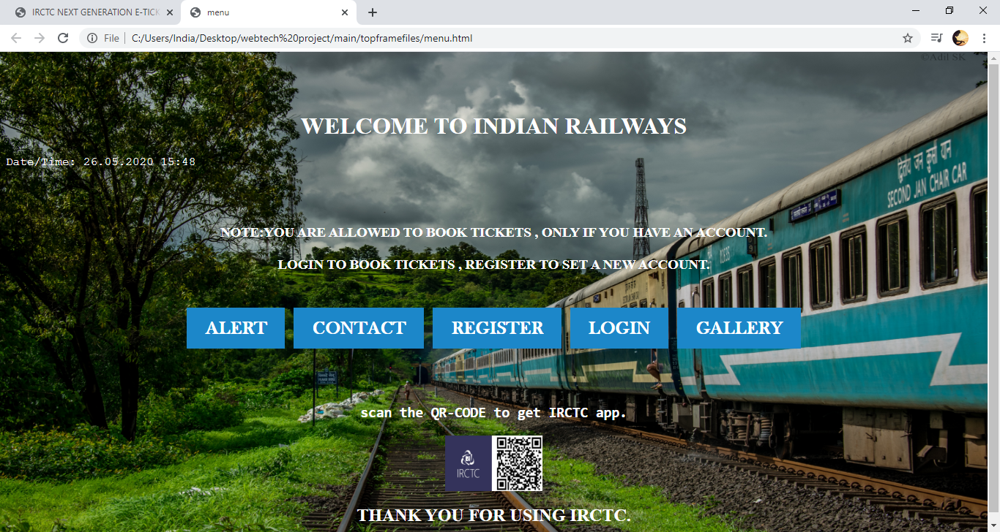 IRCTC NEXT GENERATION E-TICK
menu
File
C:/Users/India/Desktop/webtech%20project/main/topframefiles/menu.html
©Adil SK
WELCOME TO INDIAN RAILWAYS
Date/Time: 26.05.2020 15:48
द्वितीय जन कुर्सी यान
SECOND JAN CHAIR CAR
NOTE:YOU ARE ALLOWED TO BOOK TICKETS , ONLY IF YOU HAVE AN ACCOUNT.
LOGIN TO BOOK TICKETS , REGISTER TO SET A NEW ACCOUNT.
ALERT CONTACT REGISTER LOGIN GALLERY
scan the QR-CODE to get IRCTC app.
IRCTC
THANK YOU FOR USING IRCTC.